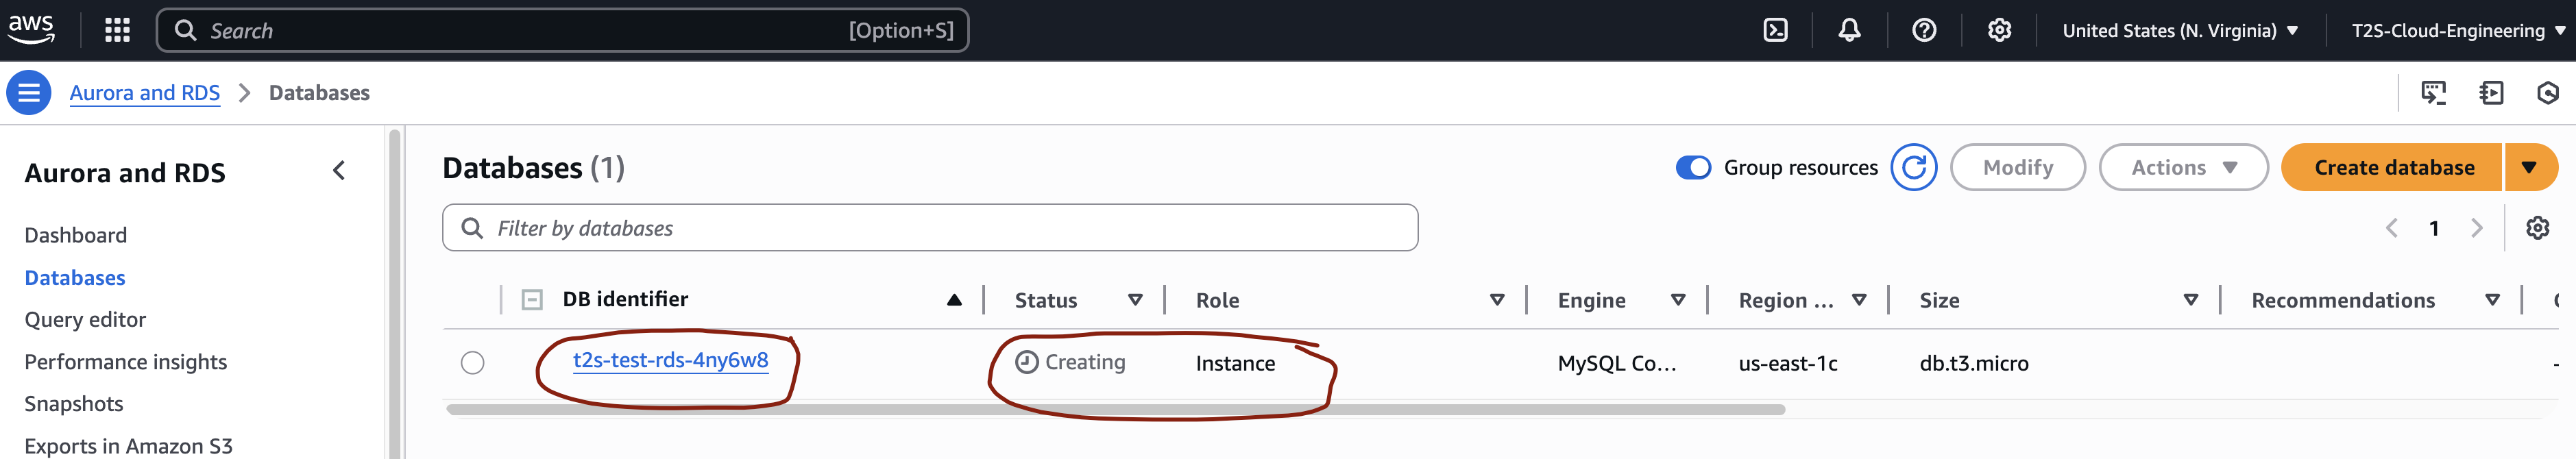 aws Search [Option+S] United States (N. Virginia) T2S-Cloud-Engineering
Aurora and RDS > Databases
Aurora and RDS
Dashboard
Databases
Query editor
Performance insights
Snapshots
Exports in Amazon S3
Databases (1) Group resources Modify Actions Create database
Filter by databases 1
DB identifier Status Role Engine Region ... Size Recommendations
t2s-test-rds-4ny6w8 Creating Instance MySQL Co... us-east-1c db.t3.micro -